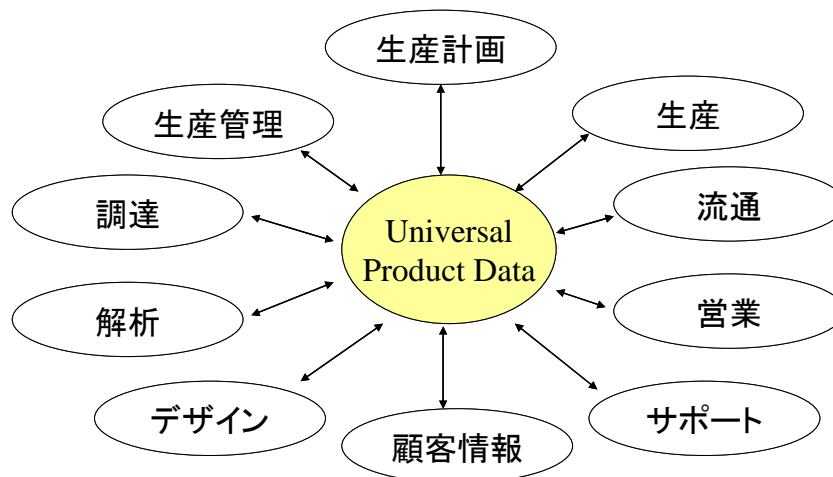 生産計画
生産管理
生産
調達
流通
Universal
Product Data
解析
営業
デザイン
サポート
顧客情報